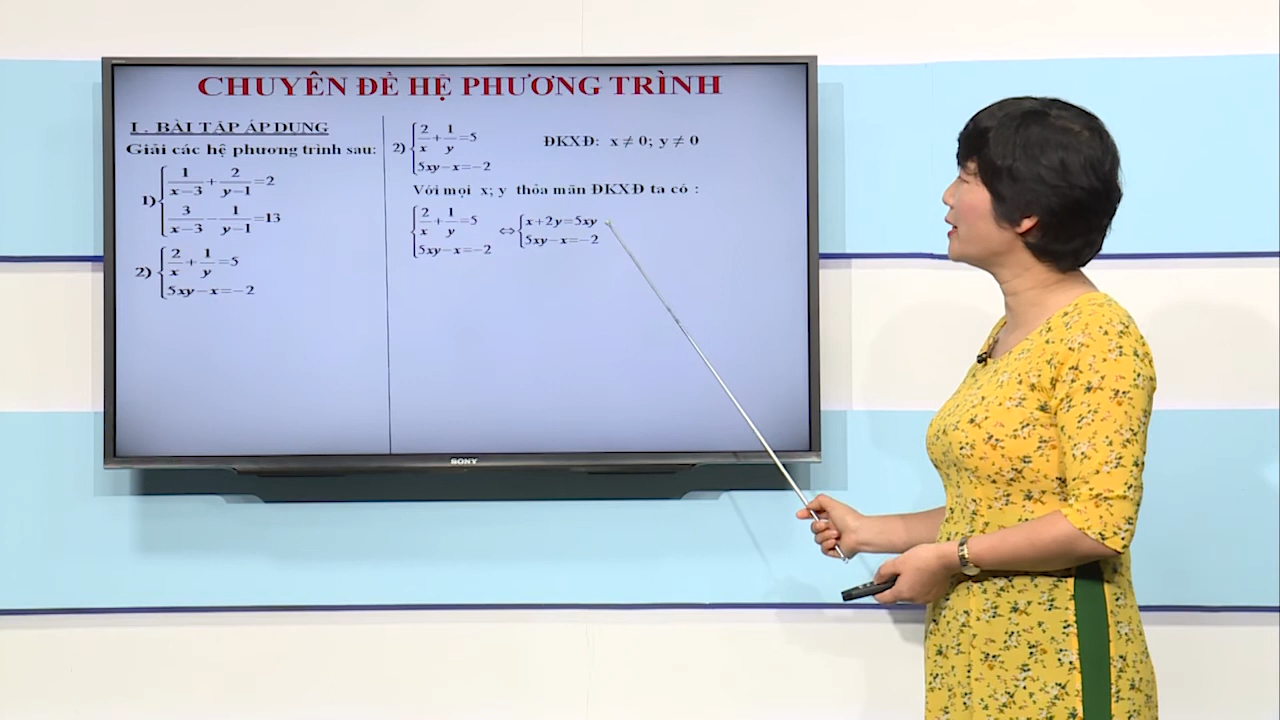 CHUYÊN ĐỀ HỆ PHƯƠNG TRÌNH
I. BÀI TẬP ÁP DỤNG
Giải các hệ phương trình sau:
1) { 1/(x−3) + 2/(y−1) = 2
3/(x−3) − 1/(y−1) = 13
2) { 2/x + 1/y = 5
5xy − x = −2
2) { 2/x + 1/y = 5
5xy − x = −2
ĐKXĐ: x ≠ 0; y ≠ 0
Với mọi x; y thỏa mãn ĐKXĐ ta có :
{ 2/x + 1/y = 5 ⇔ { x + 2y = 5xy
5xy − x = −2 5xy − x = −2
SONY